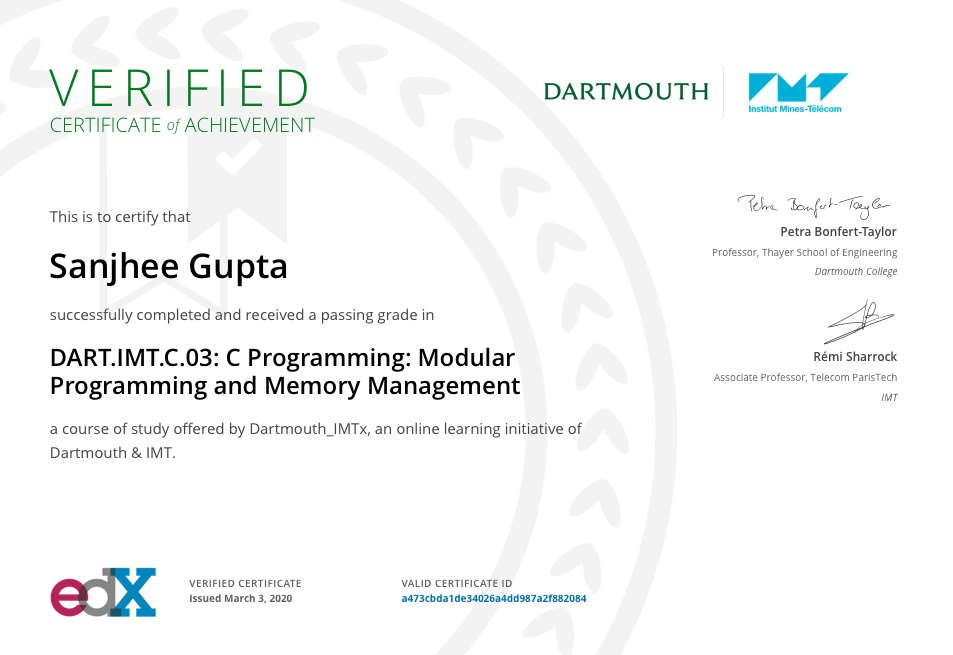 VERIFIED
CERTIFICATE of ACHIEVEMENT
DARTMOUTH
Institut Mines-Télécom
This is to certify that
Sanjhee Gupta
successfully completed and received a passing grade in
DART.IMT.C.03: C Programming: Modular
Programming and Memory Management
a course of study offered by Dartmouth_IMTx, an online learning initiative of
Dartmouth & IMT.
Petra Bonfert-Taylor
Petra Bonfert-Taylor
Professor, Thayer School of Engineering
Dartmouth College
Rémi Sharrock
Associate Professor, Telecom ParisTech
IMT
edX
VERIFIED CERTIFICATE
Issued March 3, 2020
VALID CERTIFICATE ID
a473cbda1de34026a4dd987a2f882084